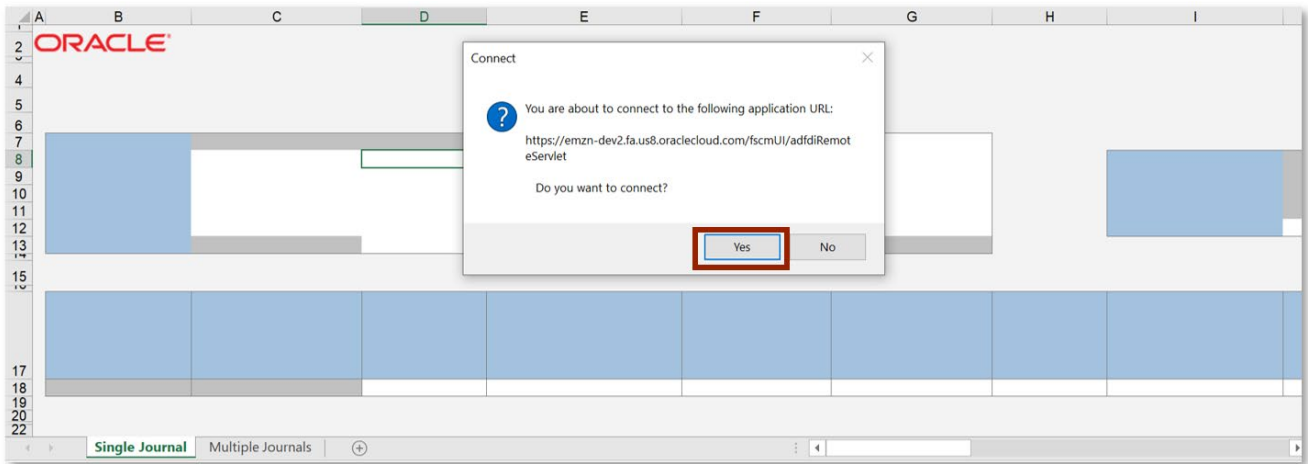 A B C D E F G H I
2 ORACLE
Connect
4
You are about to connect to the following application URL:
5
6
7
https://emzn-dev2.fa.us8.oraclecloud.com/fscmUI/adfdiRemot
8
eServlet
9
Do you want to connect?
10
11
12
13
Yes No
15
17
18
19
20
22
Single Journal Multiple Journals